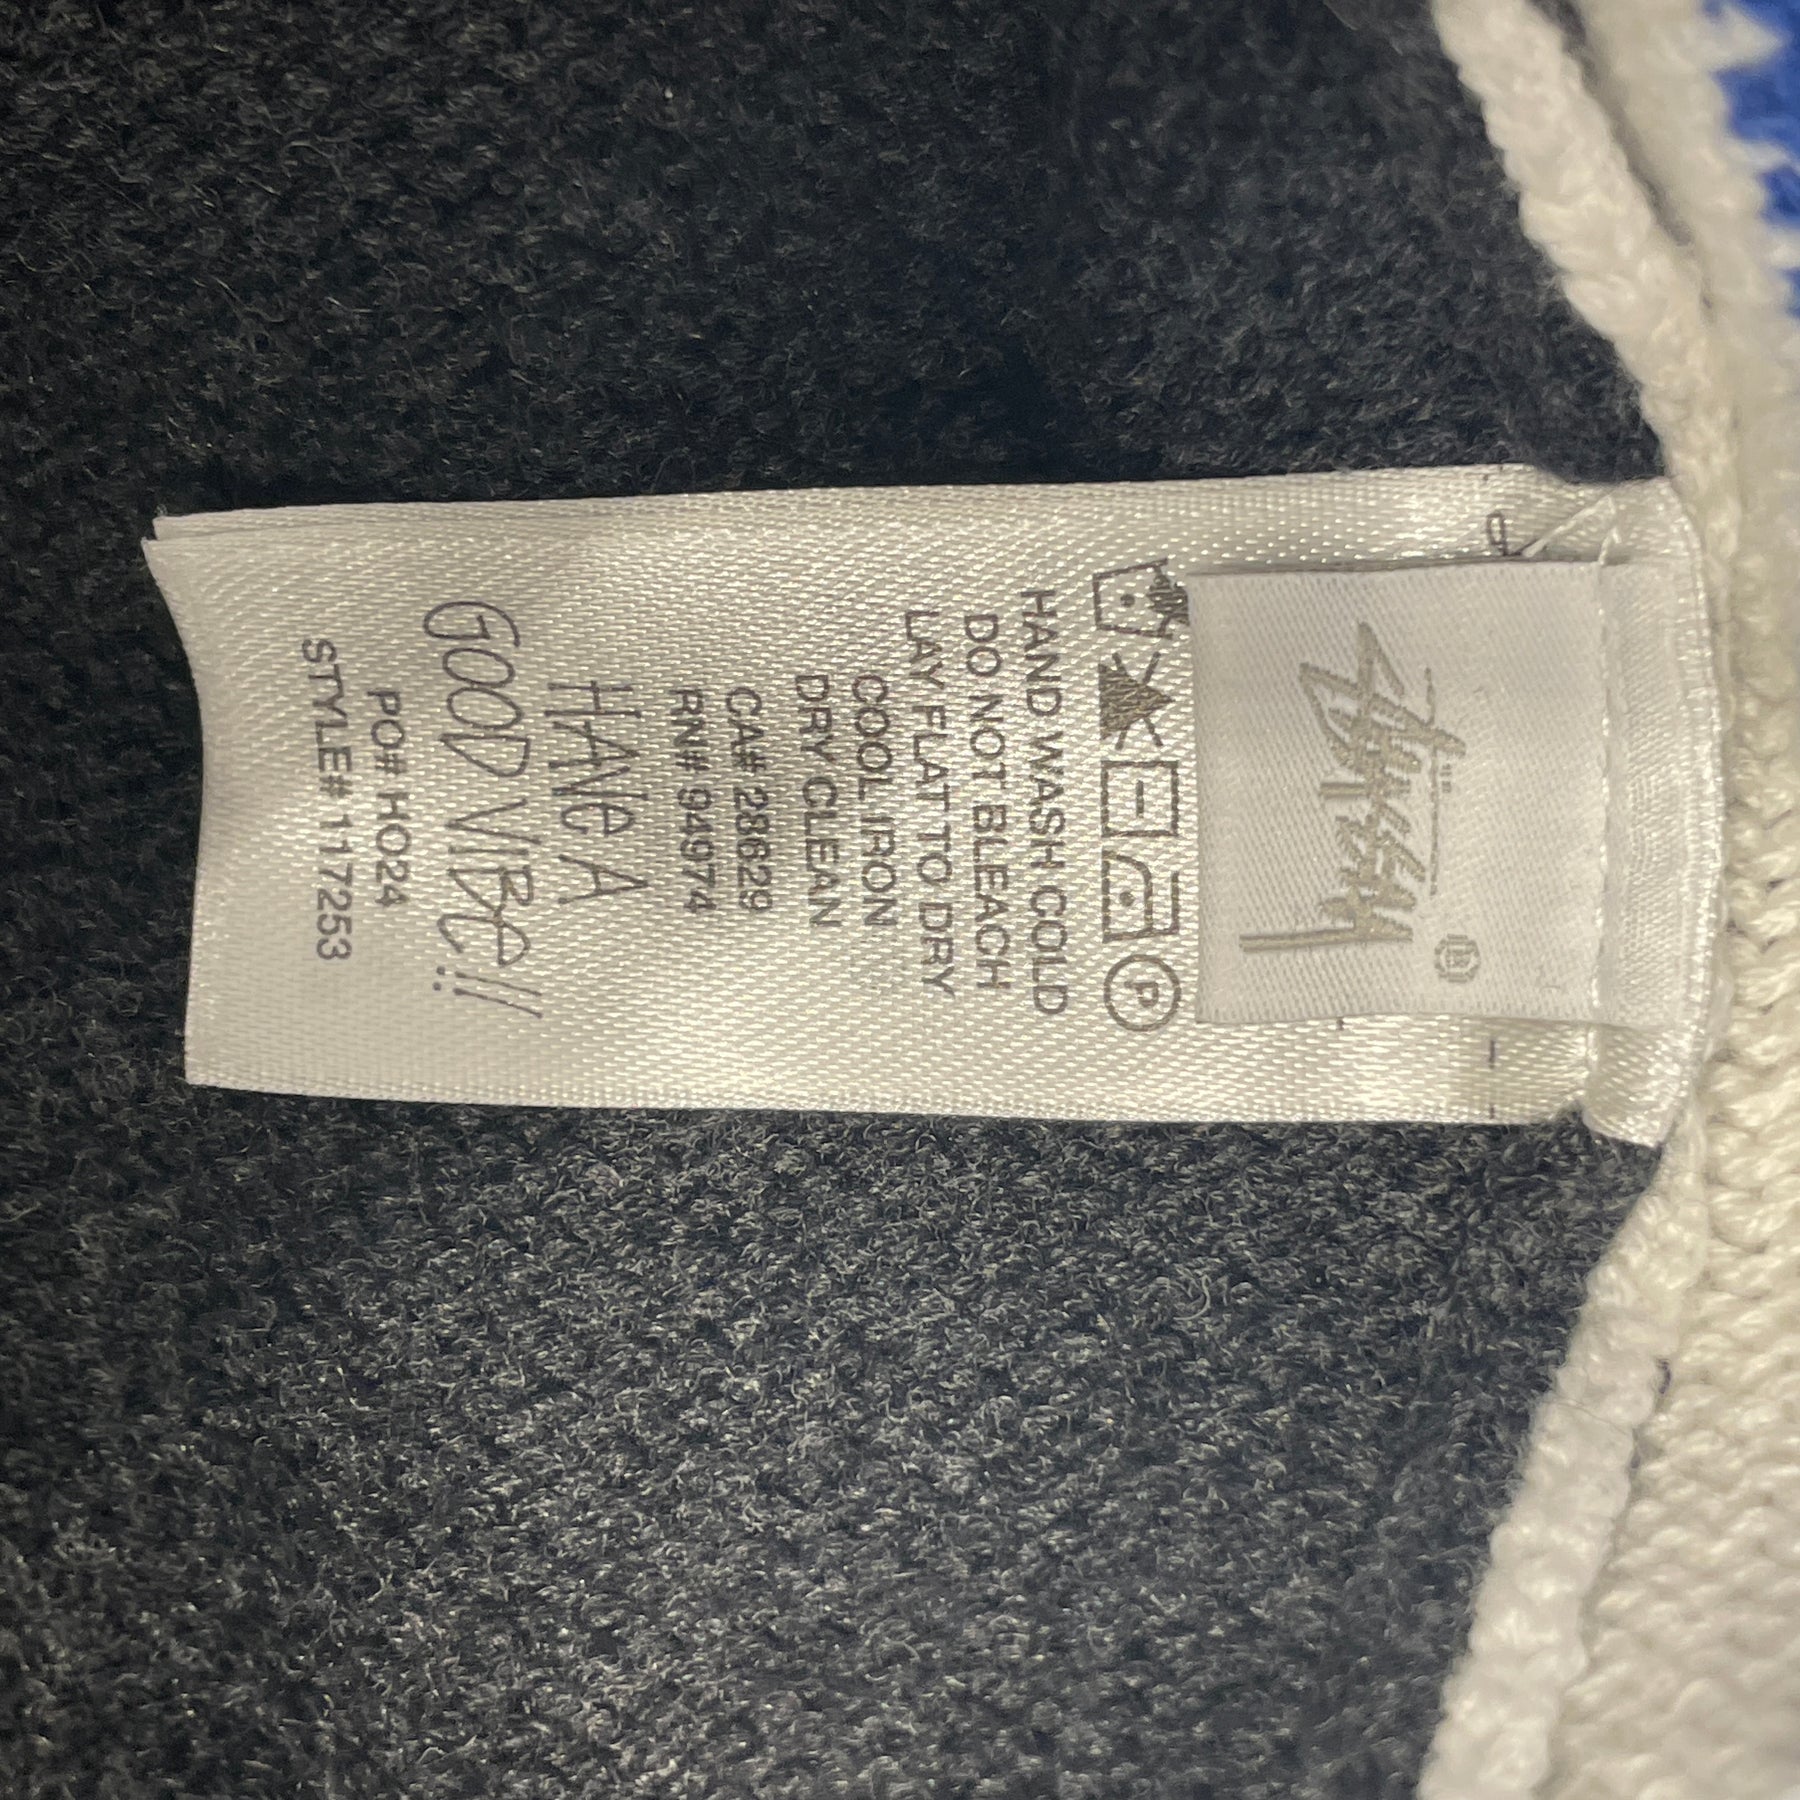 Stüssy
P
HAND WASH COLD
DO NOT BLEACH
LAY FLAT TO DRY
COOL IRON
DRY CLEAN
CA# 28629
RN# 94974
HAVE A
GOOD VIBE!!
PO# HO24
STYLE# 117253